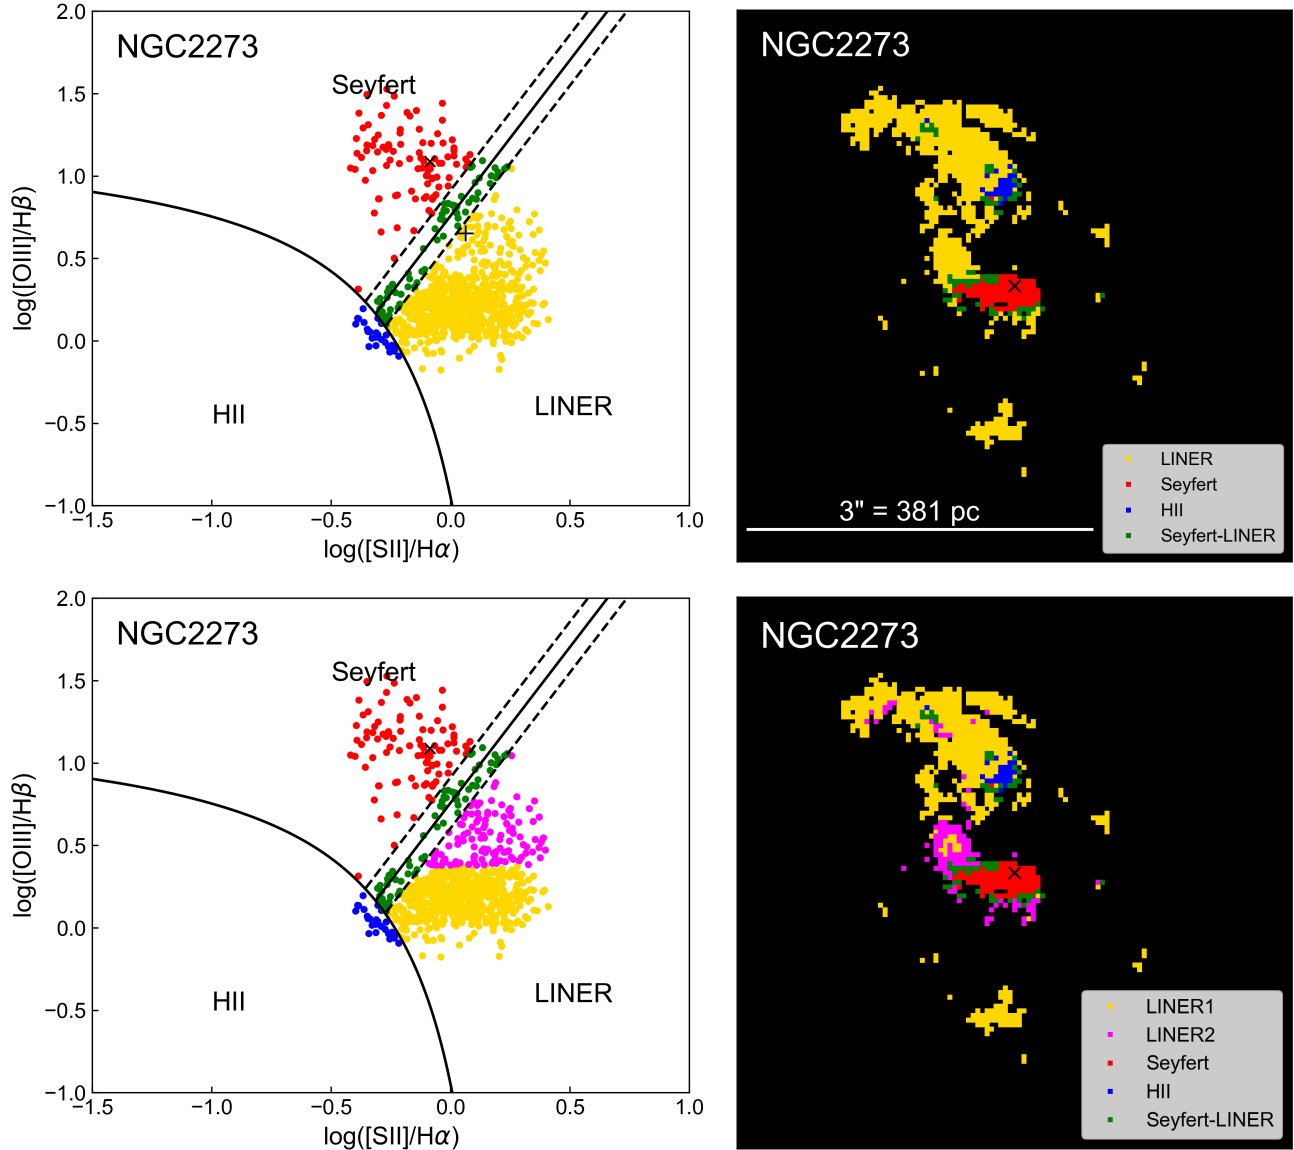 NGC2273
Seyfert
HII
LINER
2.0
1.5
1.0
0.5
0.0
−0.5
−1.0
−1.5
−1.0
−0.5
0.0
0.5
1.0
log([OIII]/Hβ)
log([SII]/Hα)
NGC2273
3" = 381 pc
LINER
Seyfert
HII
Seyfert-LINER
NGC2273
Seyfert
HII
LINER
2.0
1.5
1.0
0.5
0.0
−0.5
−1.0
−1.5
−1.0
−0.5
0.0
0.5
1.0
log([OIII]/Hβ)
log([SII]/Hα)
NGC2273
LINER1
LINER2
Seyfert
HII
Seyfert-LINER